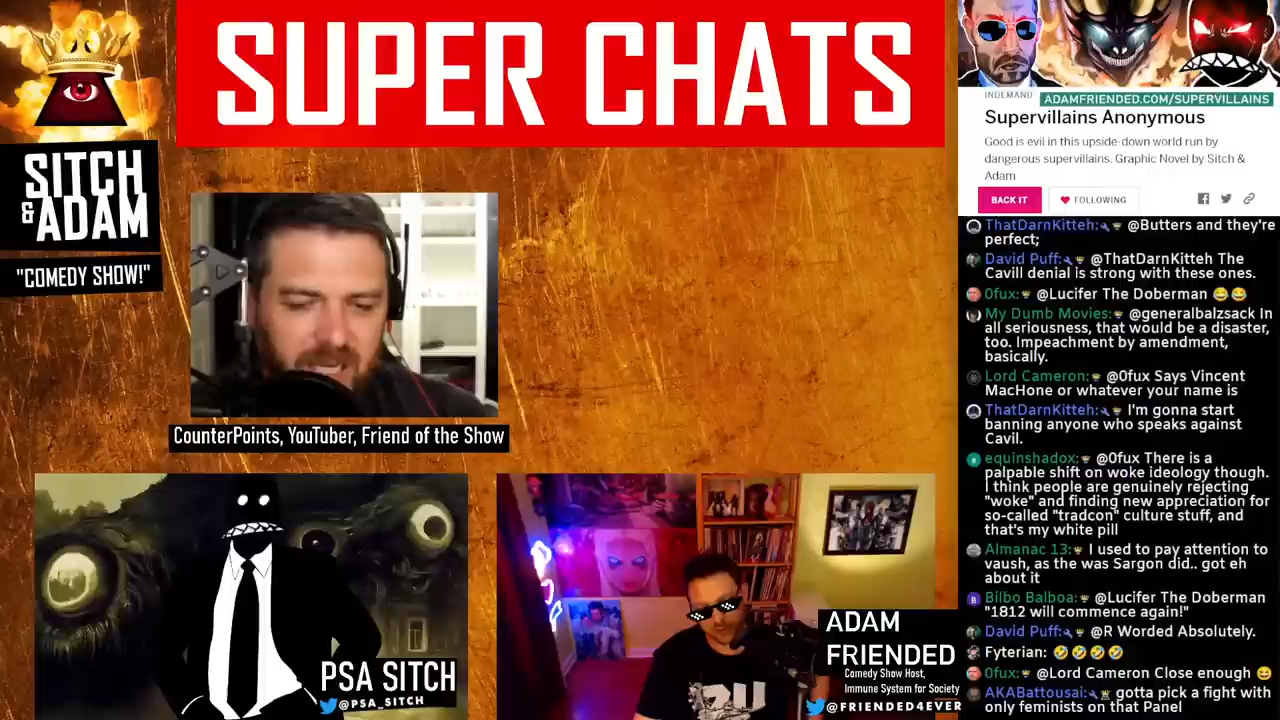 SUPER CHATS
SITCH
& ADAM
"COMEDY SHOW!"
CounterPoints, YouTuber, Friend of the Show
PSA SITCH
@PSA_SITCH
ADAM
FRIENDED
Comedy Show Host,
Immune System for Society
@FRIENDED4EVER
INDEMAND
ADAMFRIENDED.COM/SUPERVILLAINS
Supervillains Anonymous
Good is evil in this upside-down world run by
dangerous supervillains. Graphic Novel by Sitch &
Adam
BACK IT
FOLLOWING
ThatDarnKitteh: @Butters and they're
perfect;
David Puff: @ThatDarnKitteh The
Cavill denial is strong with these ones.
0fux: @Lucifer The Doberman 😂😂
My Dumb Movies: @generalbalzsack In
all seriousness, that would be a disaster,
too. Impeachment by amendment,
basically.
Lord Cameron: @0fux Says Vincent
MacHone or whatever your name is
ThatDarnKitteh: I'm gonna start
banning anyone who speaks against
Cavil.
equinshadox: @0fux There is a
palpable shift on woke ideology though.
I think people are genuinely rejecting
"woke" and finding new appreciation for
so-called "tradcon" culture stuff, and
that's my white pill
Almanac 13: I used to pay attention to
vaush, as the was Sargon did.. got eh
about it
Bilbo Balboa: @Lucifer The Doberman
"1812 will commence again!"
David Puff: @R Worded Absolutely.
Fyterian: 🤣🤣🤣🤣
0fux: @Lord Cameron Close enough 😅
AKABattousai: gotta pick a fight with
only feminists on that Panel